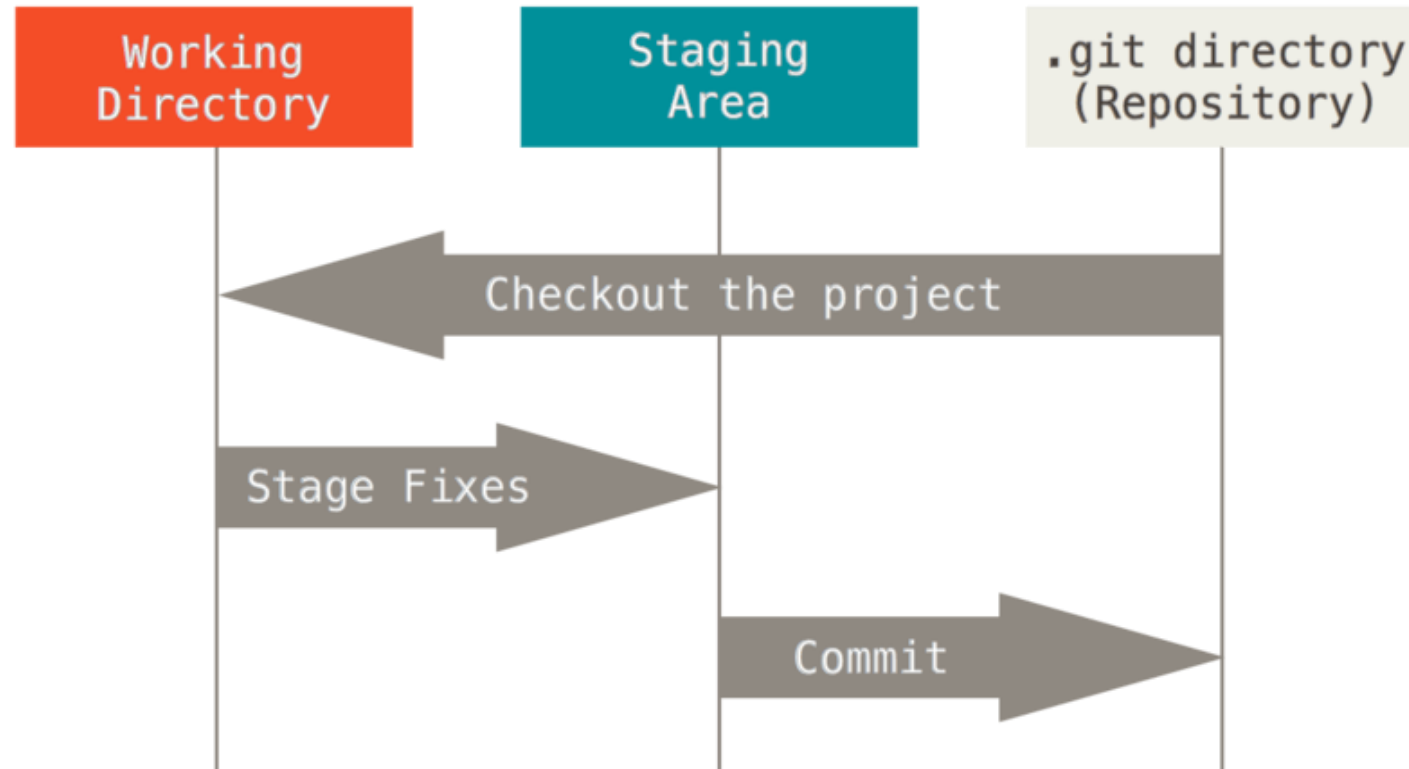 Working
Directory
Staging
Area
.git directory
(Repository)
Checkout the project
Stage Fixes
Commit